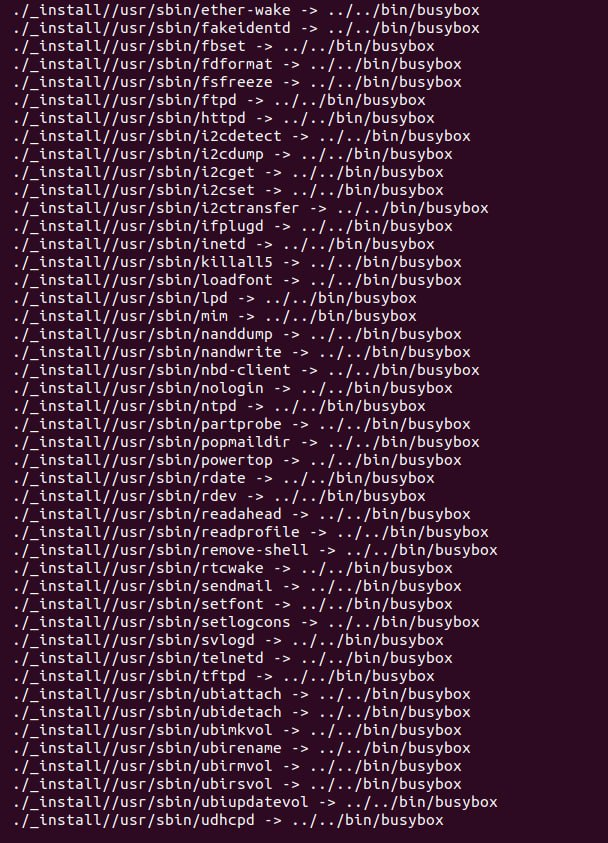 ./_install//usr/sbin/ether-wake -> ../../bin/busybox
./_install//usr/sbin/fakeidentd -> ../../bin/busybox
./_install//usr/sbin/fbset -> ../../bin/busybox
./_install//usr/sbin/fdformat -> ../../bin/busybox
./_install//usr/sbin/fsfreeze -> ../../bin/busybox
./_install//usr/sbin/ftpd -> ../../bin/busybox
./_install//usr/sbin/httpd -> ../../bin/busybox
./_install//usr/sbin/i2cdetect -> ../../bin/busybox
./_install//usr/sbin/i2cdump -> ../../bin/busybox
./_install//usr/sbin/i2cget -> ../../bin/busybox
./_install//usr/sbin/i2cset -> ../../bin/busybox
./_install//usr/sbin/i2ctransfer -> ../../bin/busybox
./_install//usr/sbin/ifplugd -> ../../bin/busybox
./_install//usr/sbin/inetd -> ../../bin/busybox
./_install//usr/sbin/killall5 -> ../../bin/busybox
./_install//usr/sbin/loadfont -> ../../bin/busybox
./_install//usr/sbin/lpd -> ../../bin/busybox
./_install//usr/sbin/mim -> ../../bin/busybox
./_install//usr/sbin/nanddump -> ../../bin/busybox
./_install//usr/sbin/nandwrite -> ../../bin/busybox
./_install//usr/sbin/nbd-client -> ../../bin/busybox
./_install//usr/sbin/nologin -> ../../bin/busybox
./_install//usr/sbin/ntpd -> ../../bin/busybox
./_install//usr/sbin/partprobe -> ../../bin/busybox
./_install//usr/sbin/popmaildir -> ../../bin/busybox
./_install//usr/sbin/powertop -> ../../bin/busybox
./_install//usr/sbin/rdate -> ../../bin/busybox
./_install//usr/sbin/rdev -> ../../bin/busybox
./_install//usr/sbin/readahead -> ../../bin/busybox
./_install//usr/sbin/readprofile -> ../../bin/busybox
./_install//usr/sbin/remove-shell -> ../../bin/busybox
./_install//usr/sbin/rtcwake -> ../../bin/busybox
./_install//usr/sbin/sendmail -> ../../bin/busybox
./_install//usr/sbin/setfont -> ../../bin/busybox
./_install//usr/sbin/setlogcons -> ../../bin/busybox
./_install//usr/sbin/svlogd -> ../../bin/busybox
./_install//usr/sbin/telnetd -> ../../bin/busybox
./_install//usr/sbin/tftpd -> ../../bin/busybox
./_install//usr/sbin/ubiattach -> ../../bin/busybox
./_install//usr/sbin/ubidetach -> ../../bin/busybox
./_install//usr/sbin/ubimkvol -> ../../bin/busybox
./_install//usr/sbin/ubirename -> ../../bin/busybox
./_install//usr/sbin/ubirmvol -> ../../bin/busybox
./_install//usr/sbin/ubirsvol -> ../../bin/busybox
./_install//usr/sbin/ubiupdatevol -> ../../bin/busybox
./_install//usr/sbin/udhcpd -> ../../bin/busybox